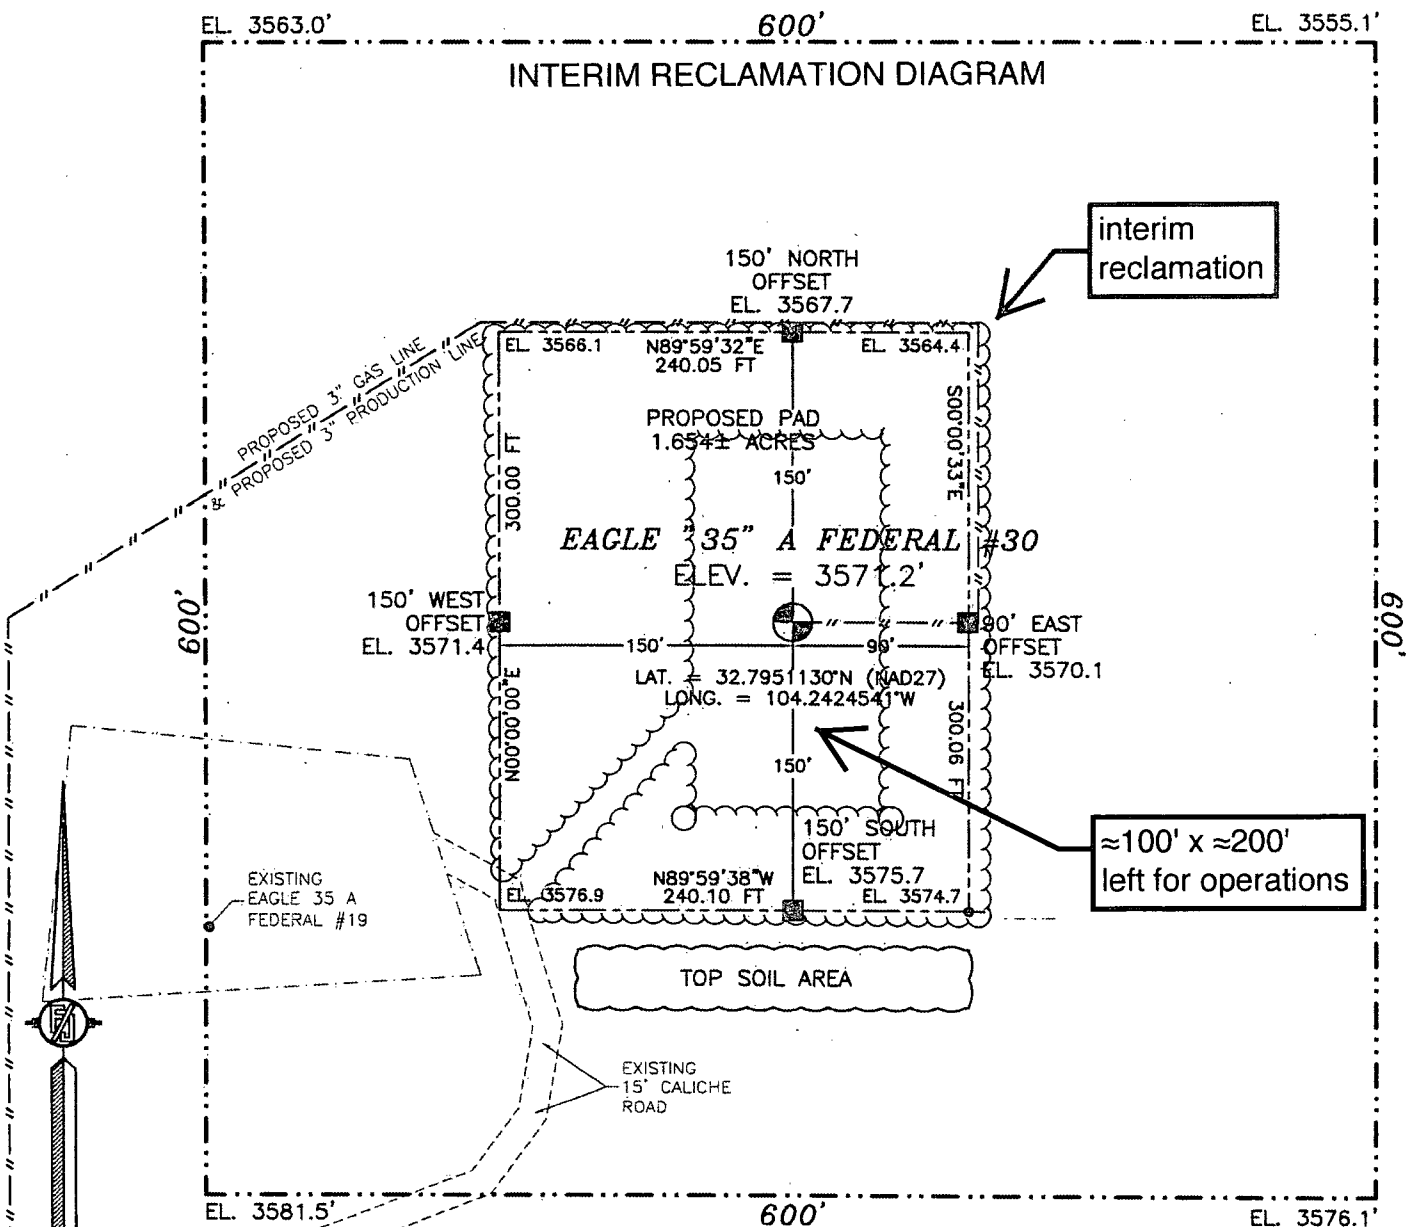 EL. 3563.0'
600'
EL. 3555.1'
INTERIM RECLAMATION DIAGRAM
interim
reclamation
150' NORTH
OFFSET
EL. 3567.7
EL. 3566.1
N89°59'32"E
240.05 FT
EL. 3564.4
PROPOSED 3" GAS LINE
& PROPOSED 3" PRODUCTION LINE
300.00 FT
S00°00'33"E
PROPOSED PAD
1.654± ACRES
150'
EAGLE "35" A FEDERAL #30
ELEV. = 3571.2'
600'
150' WEST
OFFSET
EL. 3571.4
90' EAST
OFFSET
EL. 3570.1
600'
150'
90'
LAT. = 32.7951130°N (NAD27)
LONG. = 104.2424541°W
N00°00'00"E
300.06 FT
150'
≈100' x ≈200'
left for operations
150' SOUTH
OFFSET
EL. 3575.7
EL. 3576.9
N89°59'38"W
240.10 FT
EL. 3574.7
EXISTING
EAGLE 35 A
FEDERAL #19
TOP SOIL AREA
EXISTING
15' CALICHE
ROAD
EL. 3581.5'
600'
EL. 3576.1'